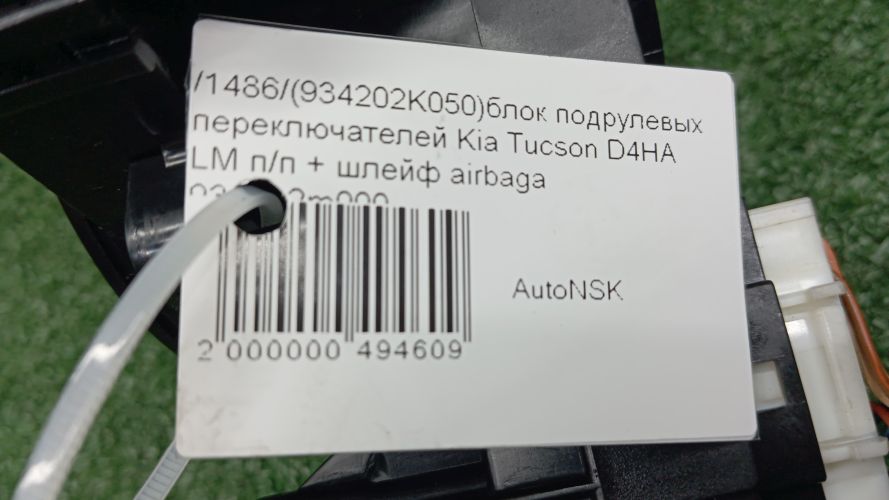 /1486/(934202K050)блок подрулевых
переключателей Kia Tucson D4HA
LM п/п + шлейф airbaga
AutoNSK
2 000000 494609